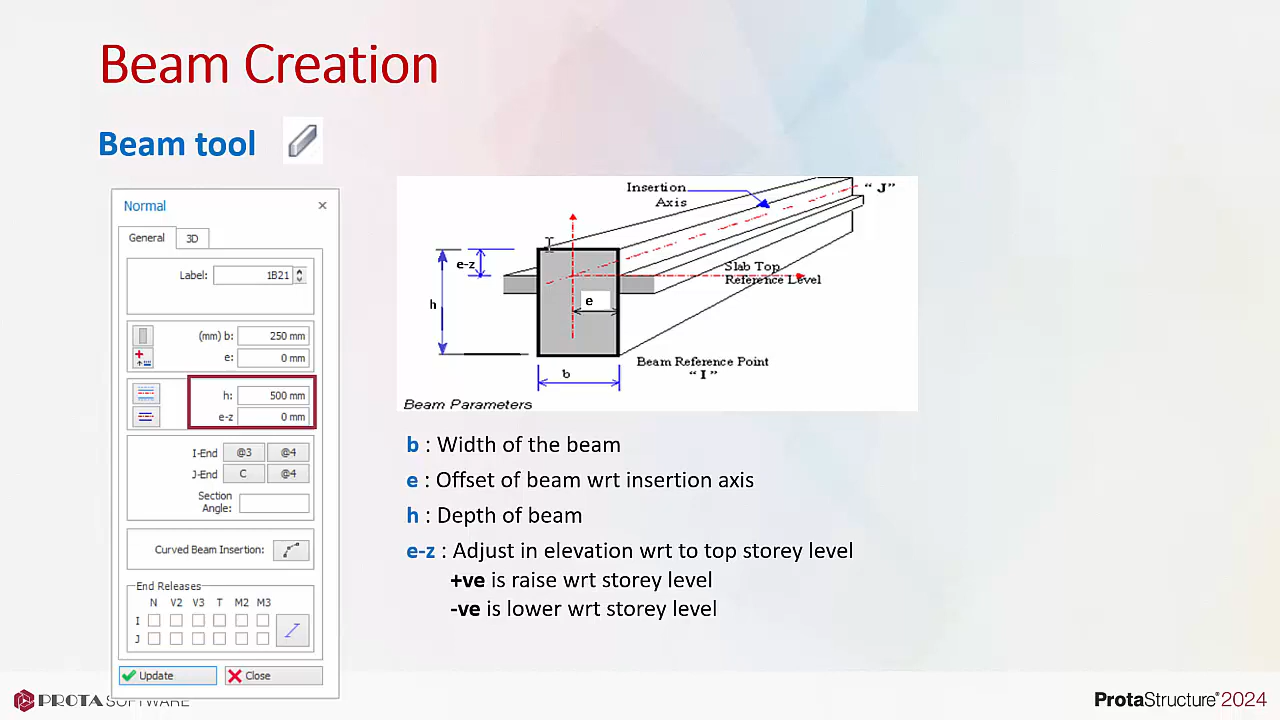 Beam Creation
Beam tool
Normal
General
3D
Label: 1B21
(mm) b: 250 mm
e: 0 mm
h: 500 mm
e-z 0 mm
I-End @3 @4
J-End C @4
Section
Angle:
Curved Beam Insertion:
End Releases
N V2 V3 T M2 M3
I
J
Update
Close
Insertion
Axis
“ J”
e-z
Slab Top
Reference Level
e
h
Beam Reference Point
“ I ”
b
Beam Parameters
b : Width of the beam
e : Offset of beam wrt insertion axis
h : Depth of beam
e-z : Adjust in elevation wrt to top storey level
+ve is raise wrt storey level
-ve is lower wrt storey level
PROTA SOFTWARE
ProtaStructure® 2024